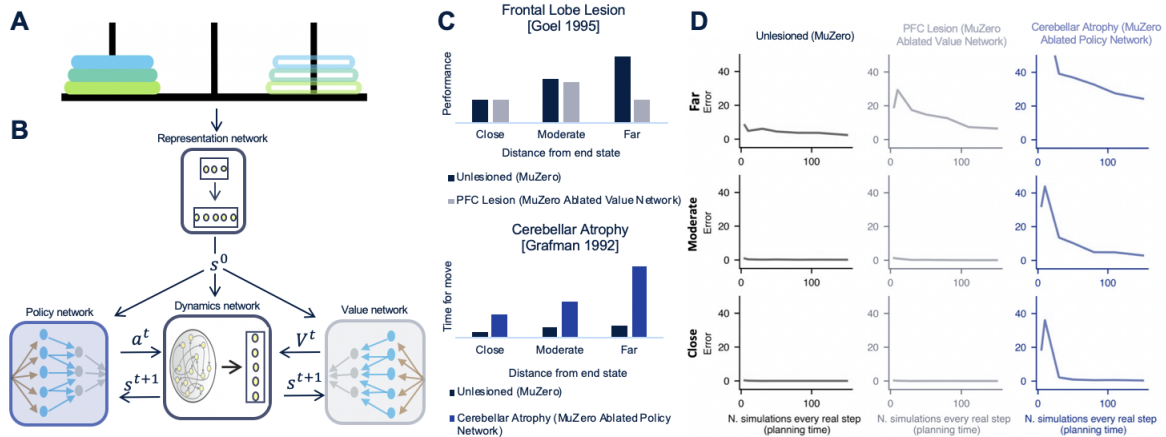 A
B
Representation network
s⁰
Policy network
Dynamics network
Value network
aᵗ
sᵗ⁺¹
Vᵗ
sᵗ⁺¹
C
Frontal Lobe Lesion
[Goel 1995]
Performance
Close
Moderate
Far
Distance from end state
Unlesioned (MuZero)
PFC Lesion (MuZero Ablated Value Network)
Cerebellar Atrophy
[Grafman 1992]
Time for move
Close
Moderate
Far
Distance from end state
Unlesioned (MuZero)
Cerebellar Atrophy (MuZero Ablated Policy
Network)
D
Unlesioned (MuZero)
PFC Lesion (MuZero
Ablated Value Network)
Cerebellar Atrophy (MuZero
Ablated Policy Network)
Far
Error
40
20
0
0
100
40
20
0
0
100
40
20
0
0
100
Moderate
Error
40
20
0
0
100
40
20
0
0
100
40
20
0
0
100
Close
Error
40
20
0
0
100
40
20
0
0
100
40
20
0
0
100
N. simulations every real step
(planning time)
N. simulations every real step
(planning time)
N. simulations every real step
(planning time)